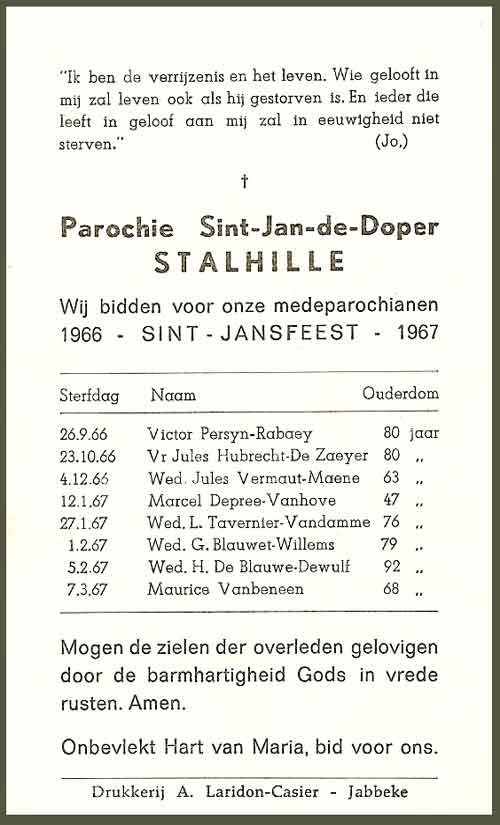 "Ik ben de verrijzenis en het leven. Wie gelooft in
mij zal leven ook als hij gestorven is. En ieder die
leeft in geloof aan mij zal in eeuwigheid niet
sterven." (Jo.)
†
Parochie Sint-Jan-de-Doper
STALHILLE
Wij bidden voor onze medeparochianen
1966 - SINT-JANSFEEST - 1967
Sterfdag Naam Ouderdom
26.9.66 Victor Persyn-Rabaey 80 jaar
23.10.66 Vr Jules Hubrecht-De Zaeyer 80 „
4.12.66 Wed. Jules Vermaut-Maene 63 „
12.1.67 Marcel Depree-Vanhove 47 „
27.1.67 Wed. L. Tavernier-Vandamme 76 „
1.2.67 Wed. G. Blauwet-Willems 79 „
5.2.67 Wed. H. De Blauwe-Dewulf 92 „
7.3.67 Maurice Vanbeneen 68 „
Mogen de zielen der overleden gelovigen
door de barmhartigheid Gods in vrede
rusten. Amen.
Onbevlekt Hart van Maria, bid voor ons.
Drukkerij A. Laridon-Casier - Jabbeke